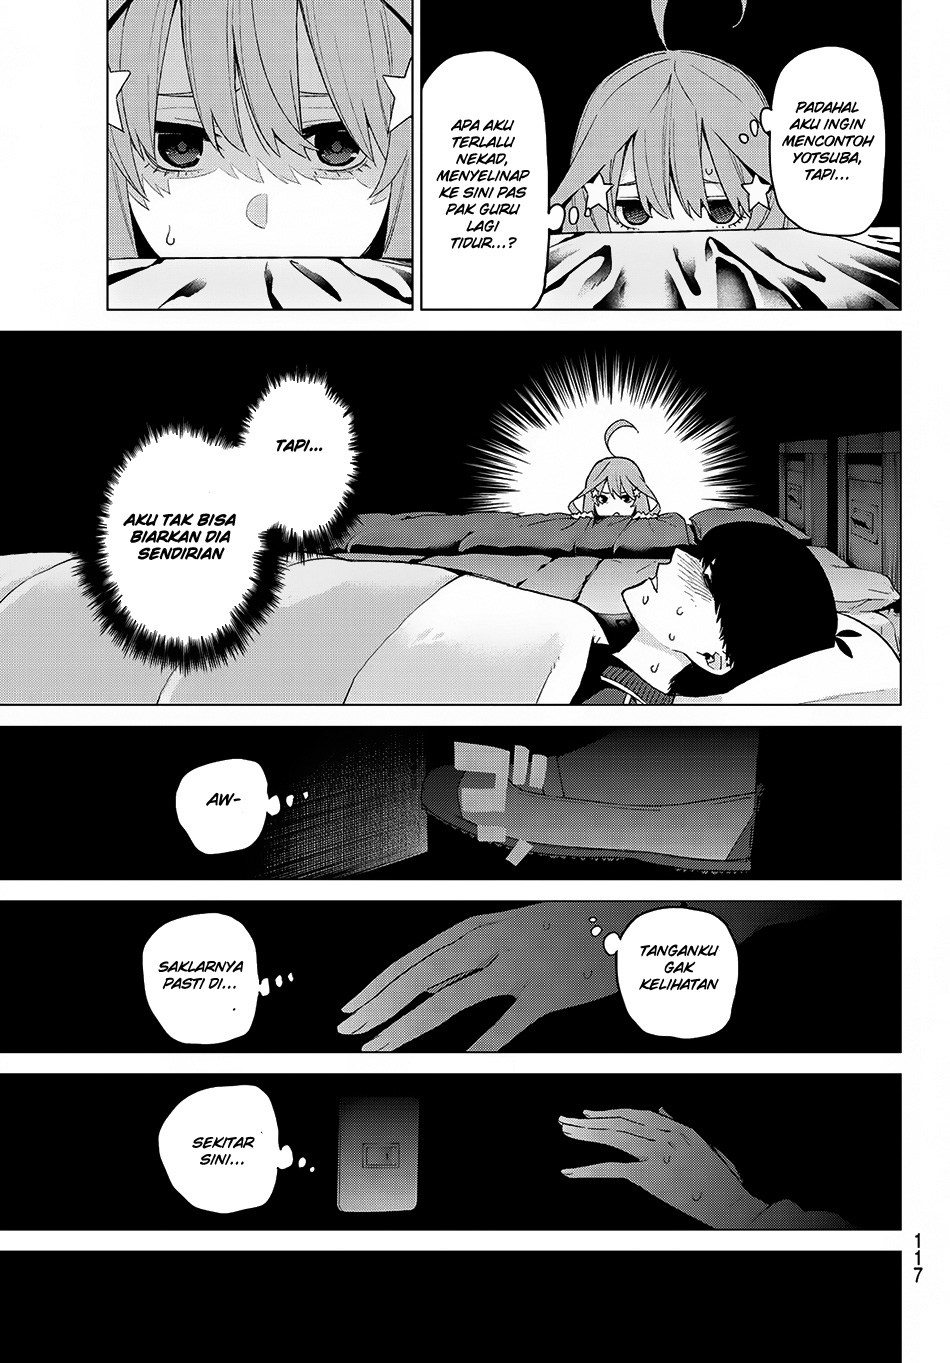 PADAHAL
AKU INGIN
MENCONTOH
YOTSUBA,
TAPI...
APA AKU
TERLALU
NEKAD,
MENYELINAP
KE SINI PAS
PAK GURU
LAGI
TIDUR...?
TAPI...
AKU TAK BISA
BIARKAN DIA
SENDIRIAN
AW-
TANGANKU
GAK
KELIHATAN
SAKLARNYA
PASTI DI...
SEKITAR
SINI...
117